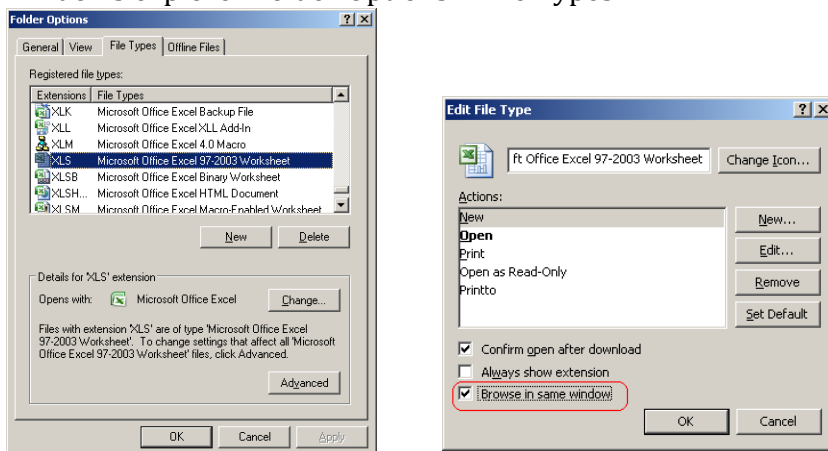 Folder Options
General View File Types Offline Files
Registered file types:
Extensions File Types
XLK Microsoft Office Excel Backup File
XLL Microsoft Office Excel XLL Add-In
XLM Microsoft Office Excel 4.0 Macro
XLS Microsoft Office Excel 97-2003 Worksheet
XLSB Microsoft Office Excel Binary Worksheet
XLSH... Microsoft Office Excel HTML Document
XLSM Microsoft Office Excel Macro-Enabled Worksheet
New Delete
Details for 'XLS' extension
Opens with: Microsoft Office Excel Change...
Files with extension 'XLS' are of type 'Microsoft Office Excel
97-2003 Worksheet'. To change settings that affect all 'Microsoft
Office Excel 97-2003 Worksheet' files, click Advanced.
Advanced
OK Cancel Apply
Edit File Type
ft Office Excel 97-2003 Worksheet Change Icon...
Actions:
New
Open
Print
Open as Read-Only
Printto
New...
Edit...
Remove
Set Default
Confirm open after download
Always show extension
Browse in same window
OK Cancel